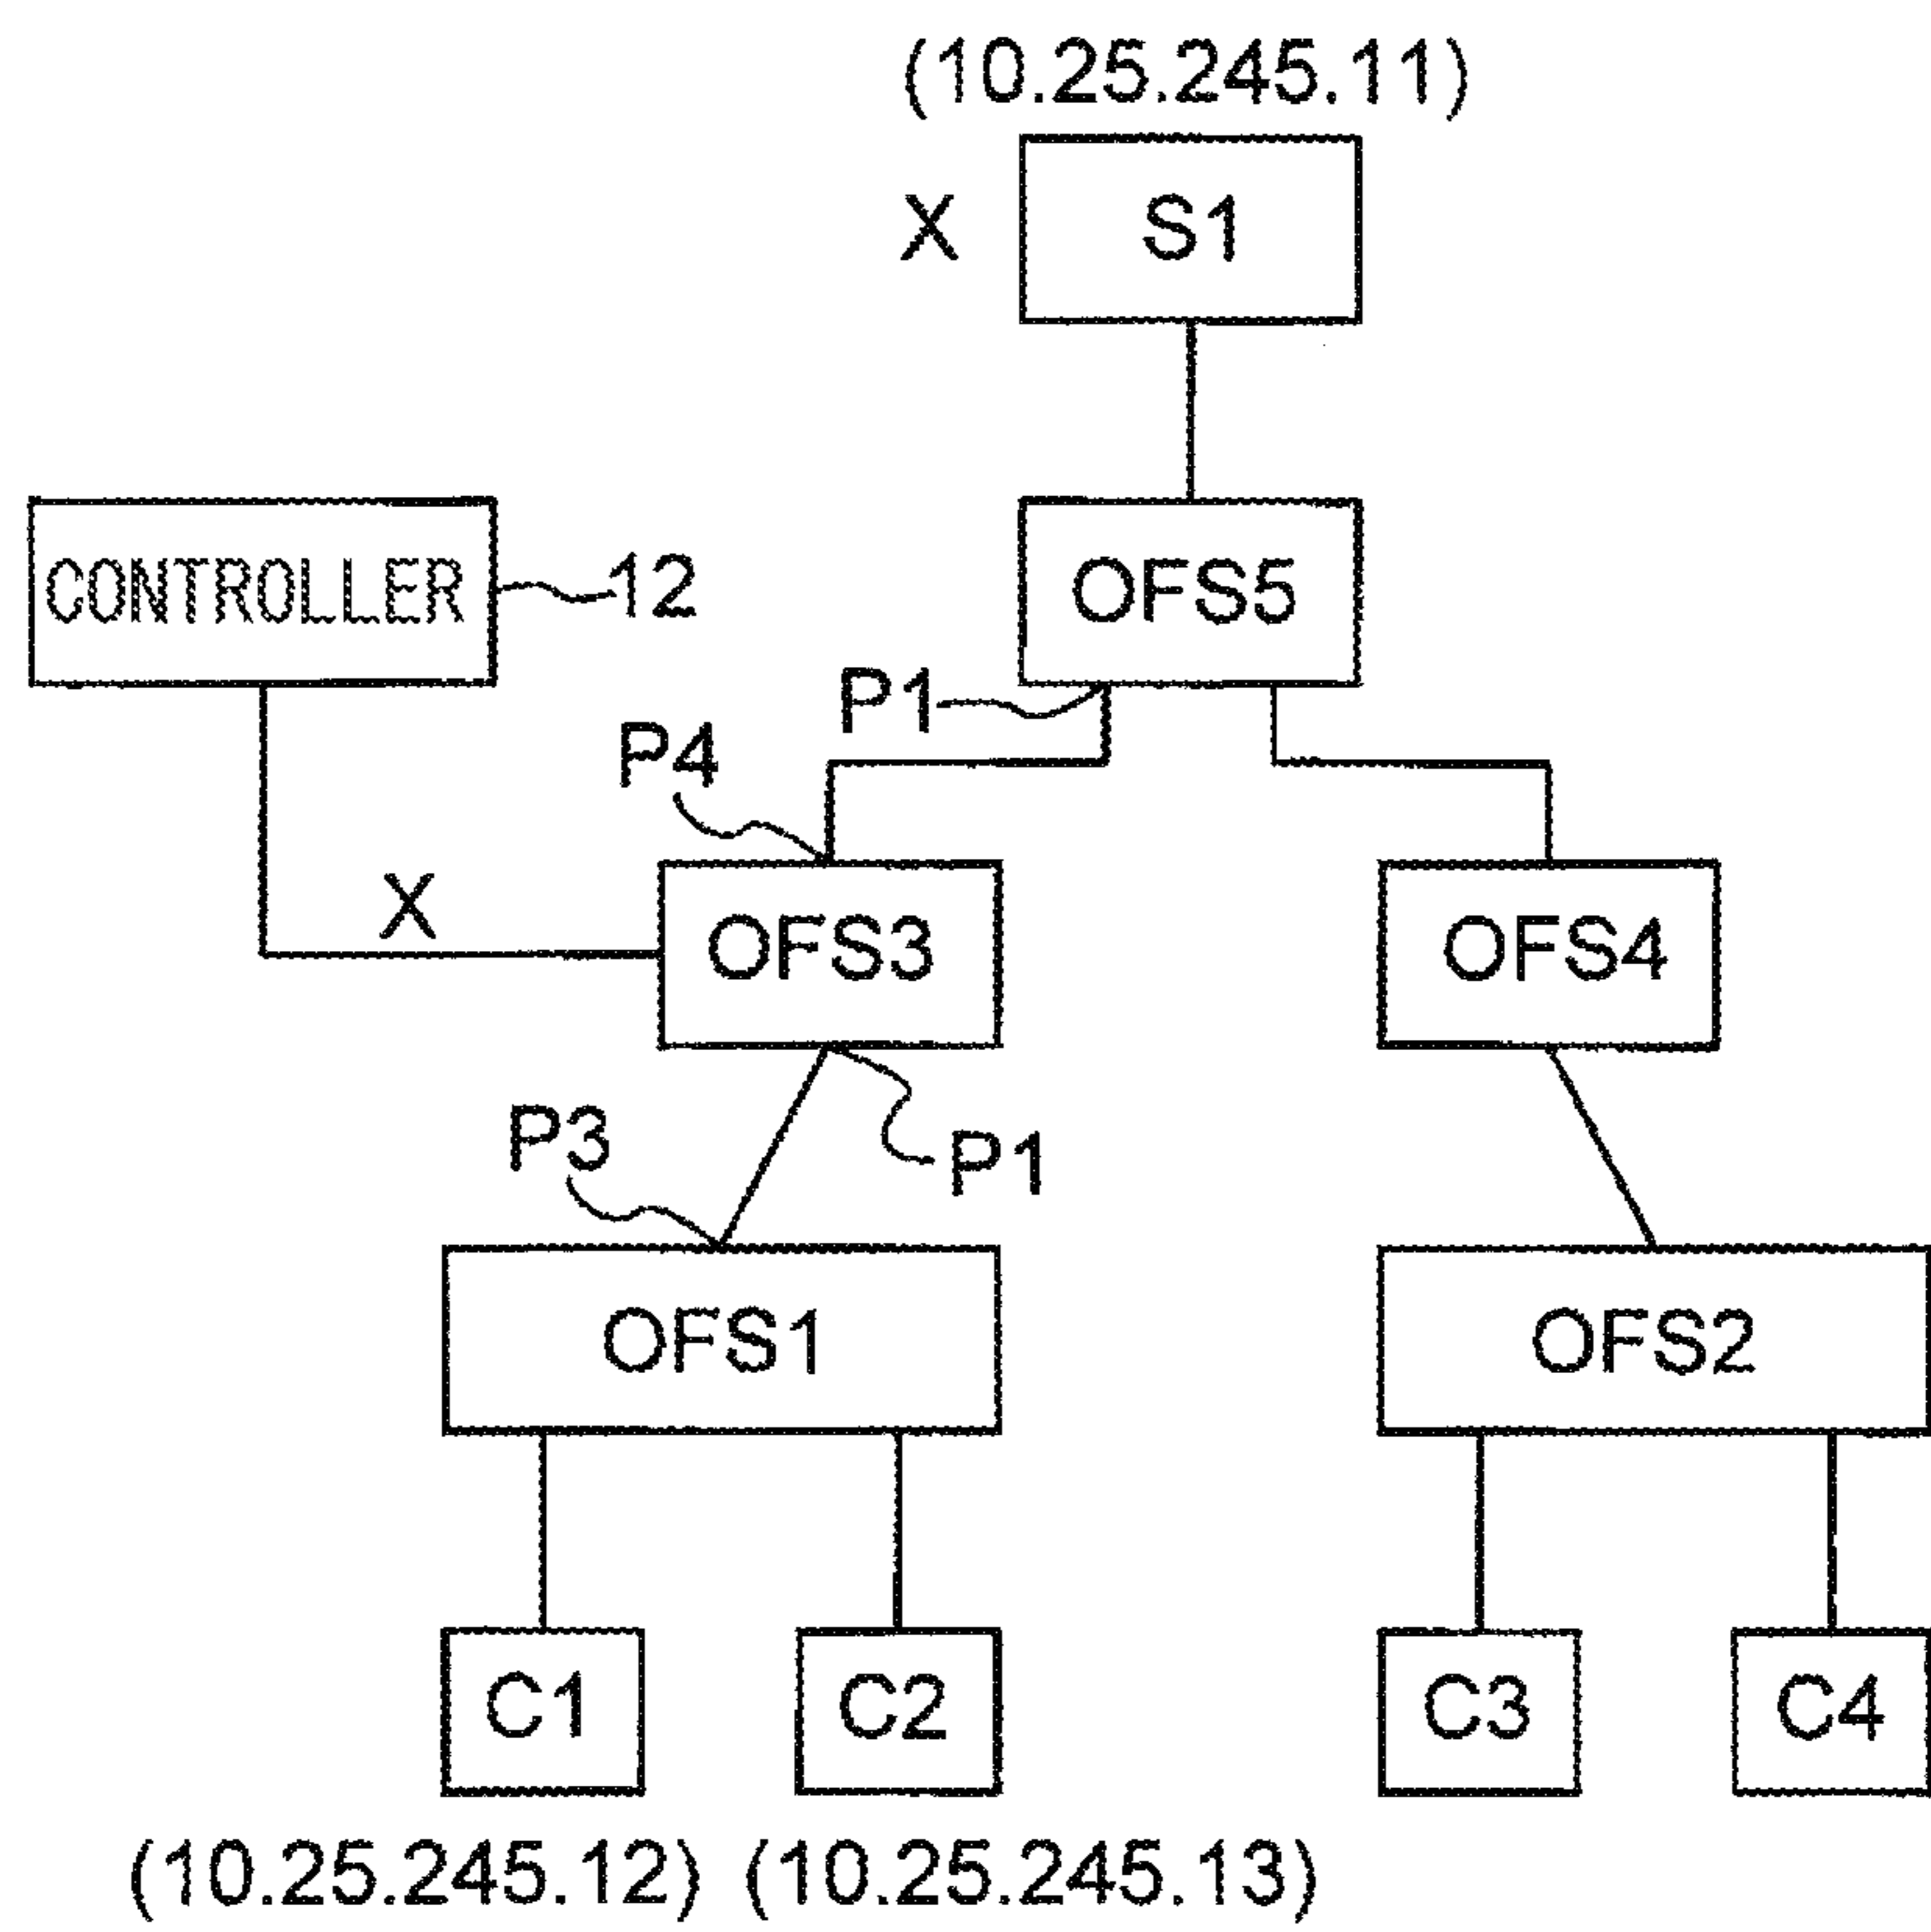 (10.25.245.11)
X
S1
CONTROLLER
12
OFS5
P1
P4
X
OFS3
OFS4
P3
P1
OFS1
OFS2
C1
C2
C3
C4
(10.25.245.12) (10.25.245.13)